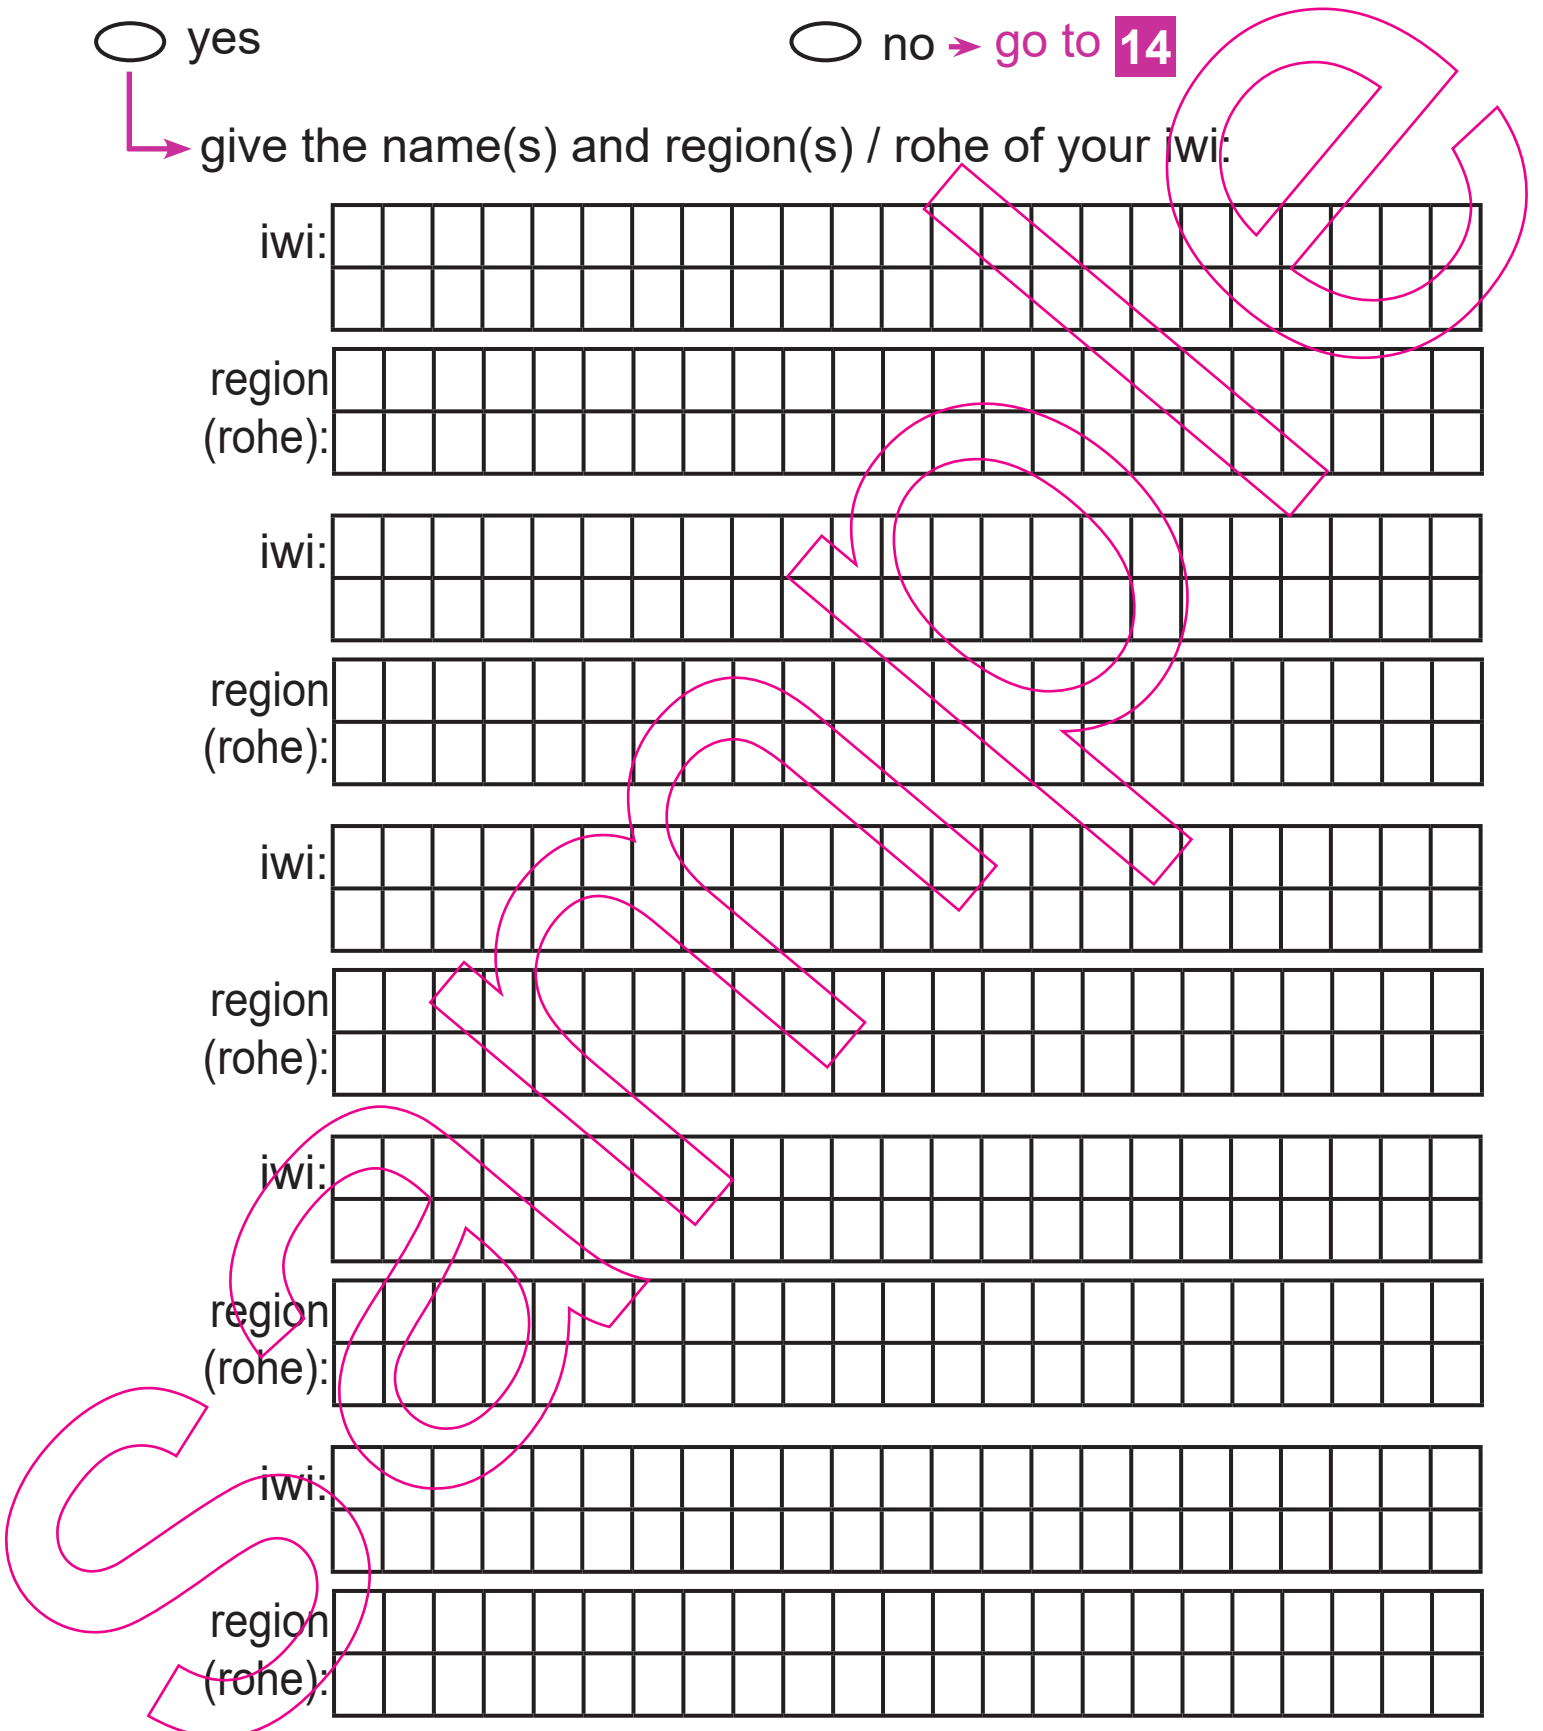 yes
no → go to 14
give the name(s) and region(s) / rohe of your iwi:
iwi:
region
(rohe):
iwi:
region
(rohe):
iwi:
region
(rohe):
iwi:
region
(rohe):
iwi:
region
(rohe):
sample